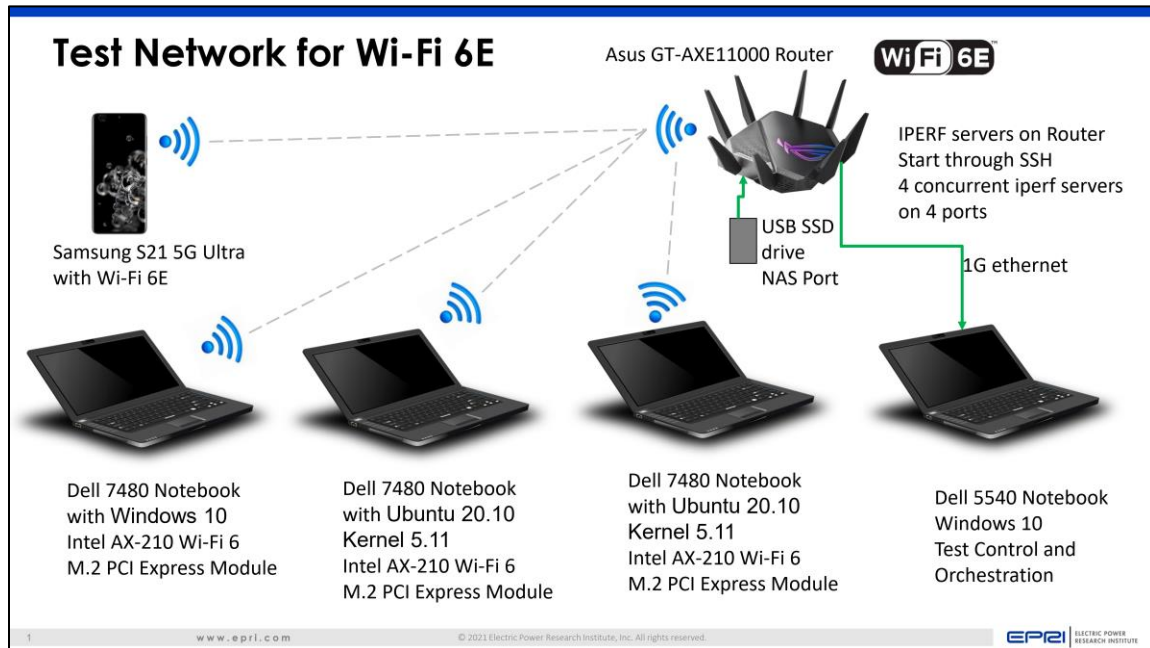 Test Network for Wi-Fi 6E
Asus GT-AXE11000 Router
Wi Fi 6E
IPERF servers on Router
Start through SSH
4 concurrent iperf servers
on 4 ports
USB SSD
drive
NAS Port
1G ethernet
Samsung S21 5G Ultra
with Wi-Fi 6E
Dell 7480 Notebook
with Windows 10
Intel AX-210 Wi-Fi 6
M.2 PCI Express Module
Dell 7480 Notebook
with Ubuntu 20.10
Kernel 5.11
Intel AX-210 Wi-Fi 6
M.2 PCI Express Module
Dell 7480 Notebook
with Ubuntu 20.10
Kernel 5.11
Intel AX-210 Wi-Fi 6
M.2 PCI Express Module
Dell 5540 Notebook
Windows 10
Test Control and
Orchestration
1
www.epri.com
© 2021 Electric Power Research Institute, Inc. All rights reserved.
EPRI
ELECTRIC POWER
RESEARCH INSTITUTE